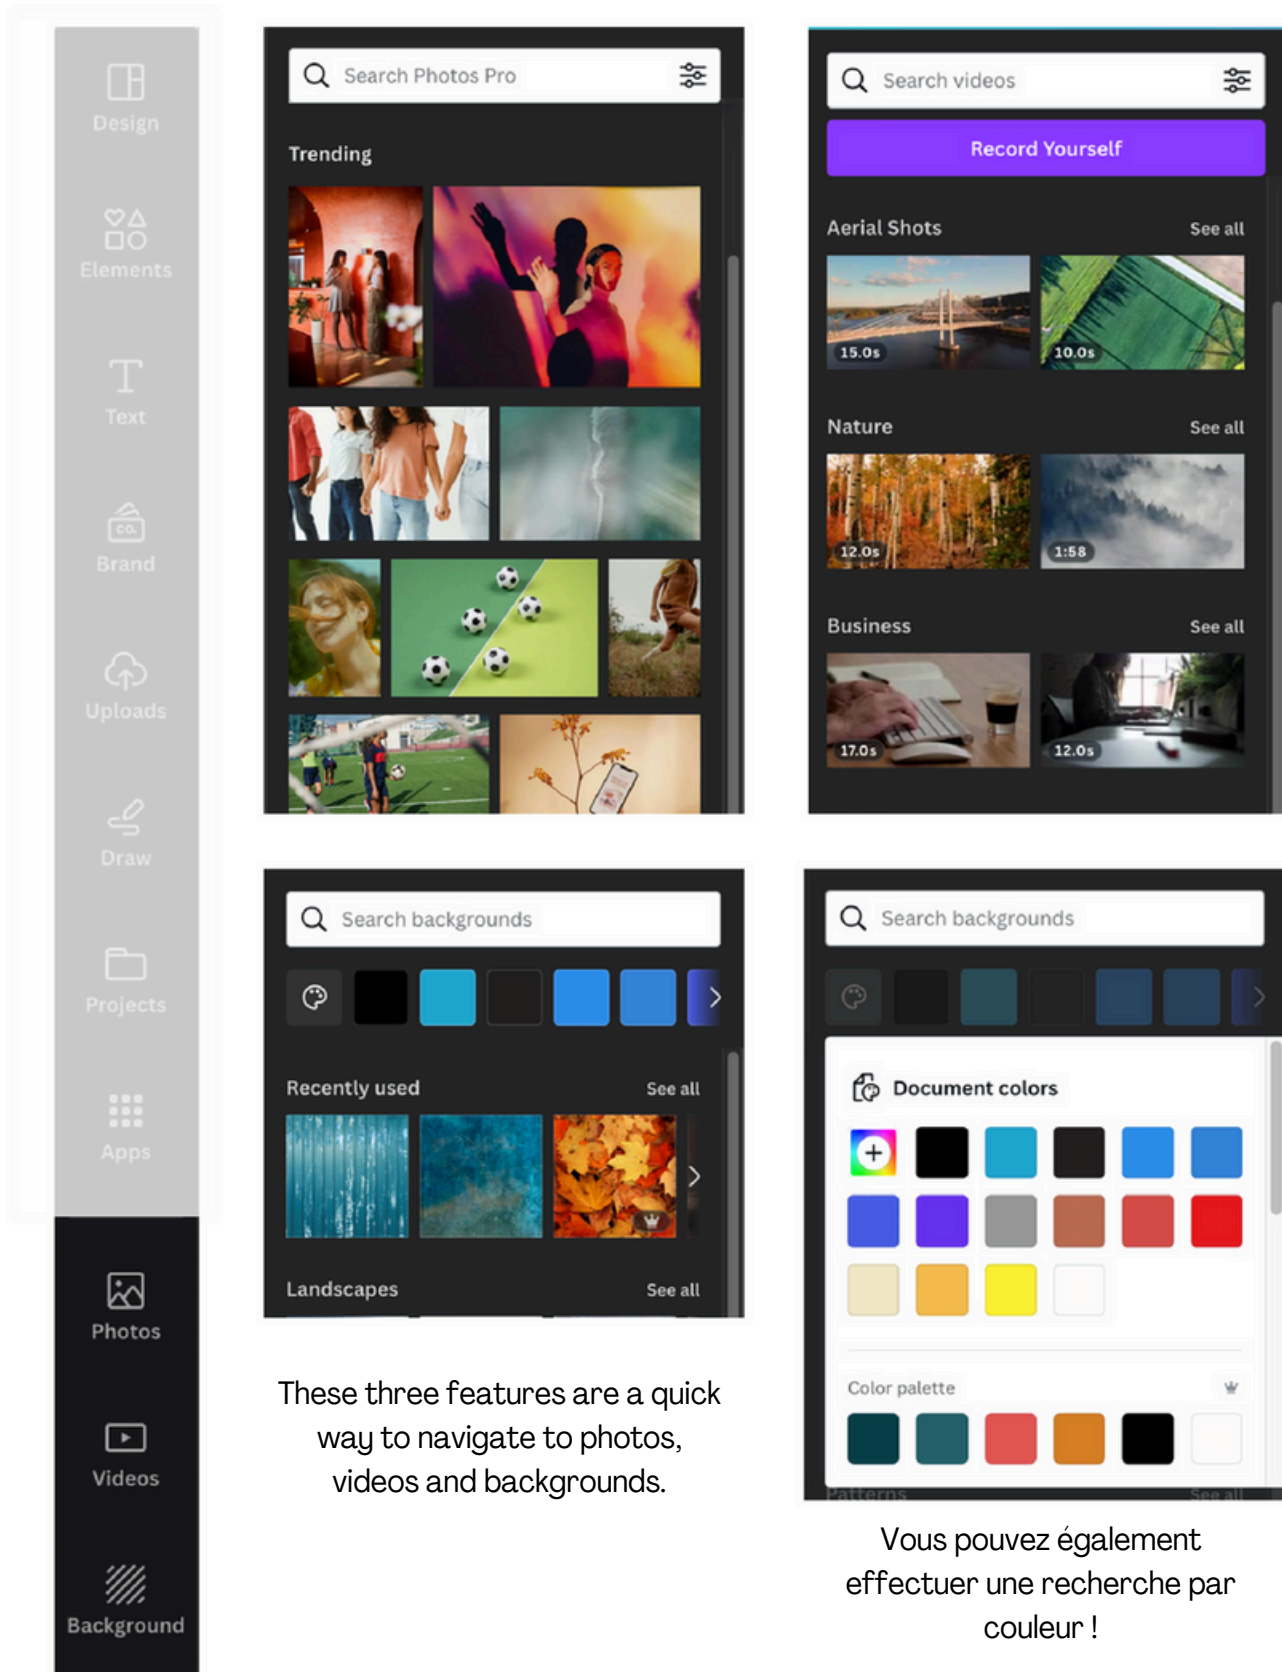 Design
Elements
Text
CO.
Brand
Uploads
Draw
Projects
Apps
Photos
Videos
Background
Search Photos Pro
Trending
Search videos
Record Yourself
Aerial Shots See all
15.0s 10.0s
Nature See all
12.0s 1:58
Business See all
17.0s 12.0s
Search backgrounds
Recently used See all
Landscapes See all
These three features are a quick
way to navigate to photos,
videos and backgrounds.
Search backgrounds
Document colors
Color palette
Patterns See all
Vous pouvez également
effectuer une recherche par
couleur !